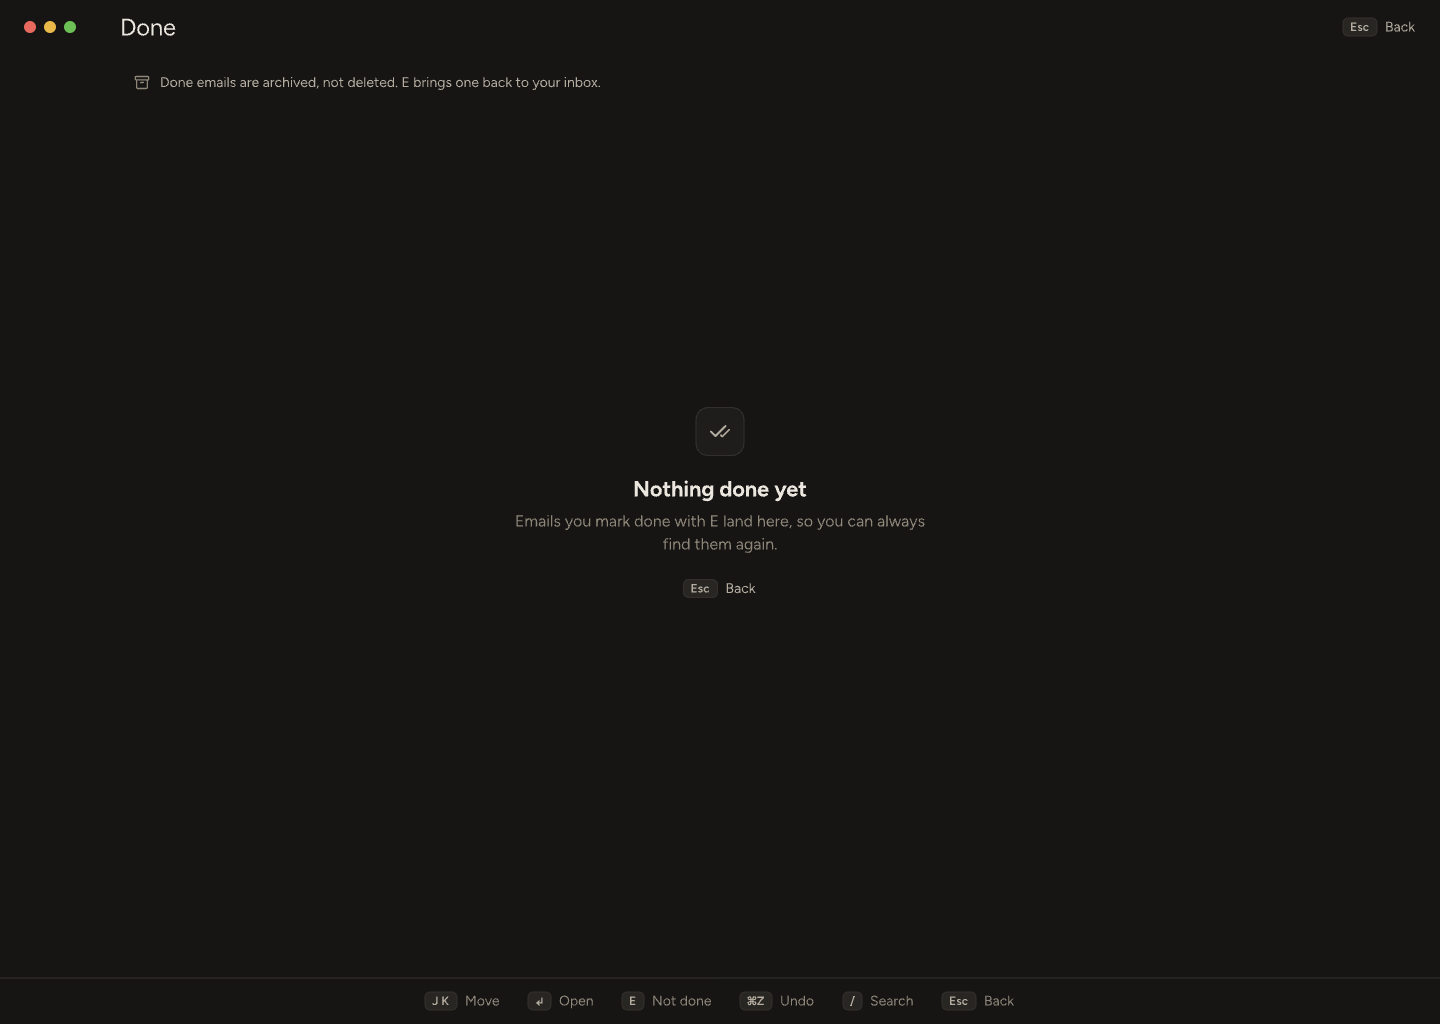 Done
Esc Back
Done emails are archived, not deleted. E brings one back to your inbox.
Nothing done yet
Emails you mark done with E land here, so you can always
find them again.
Esc Back
J K Move ↲ Open E Not done ⌘Z Undo / Search Esc Back